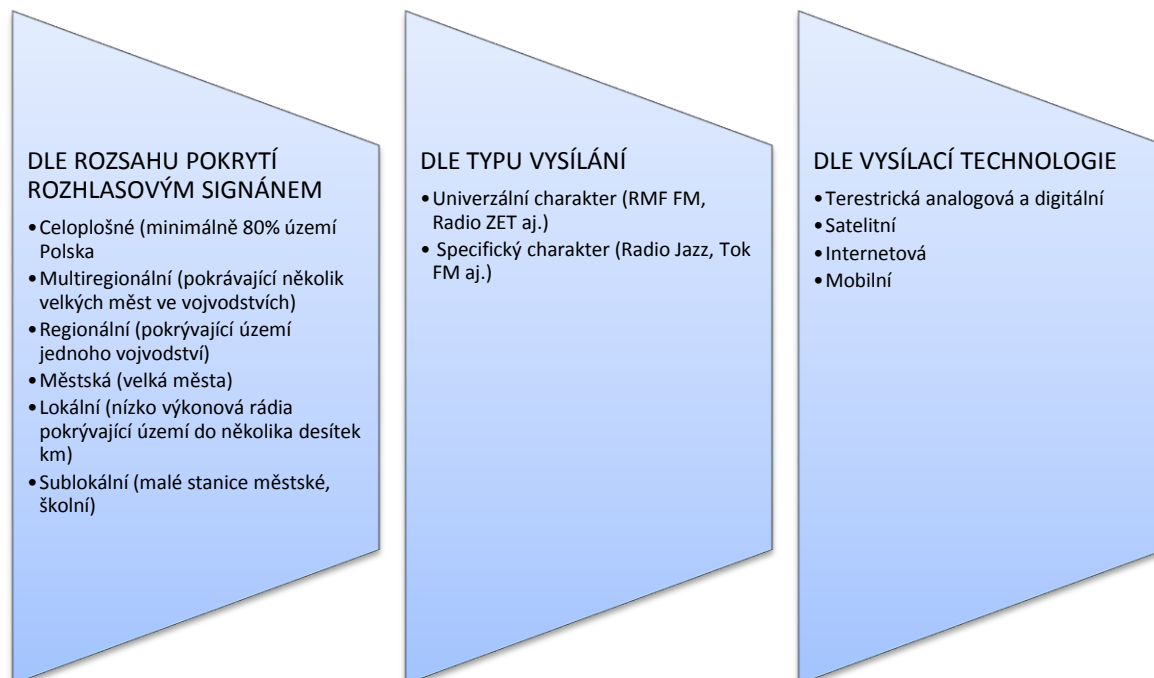 DLE ROZSAHU POKRYTÍ
ROZHLASOVÝM SIGNÁNEM
•Celoplošné (minimálně 80% území
Polska
•Multiregionální (pokrávající několik
velkých měst ve vojvodstvích)
•Regionální (pokrývající území
jednoho vojvodství)
•Městská (velká města)
•Lokální (nízko výkonová rádia
pokrývající území do několika desítek
km)
•Sublokální (malé stanice městské,
školní)
DLE TYPU VYSÍLÁNÍ
•Univerzální charakter (RMF FM,
Radio ZET aj.)
• Specifický charakter (Radio Jazz, Tok
FM aj.)
DLE VYSÍLACÍ TECHNOLOGIE
•Terestrická analogová a digitální
•Satelitní
•Internetová
•Mobilní